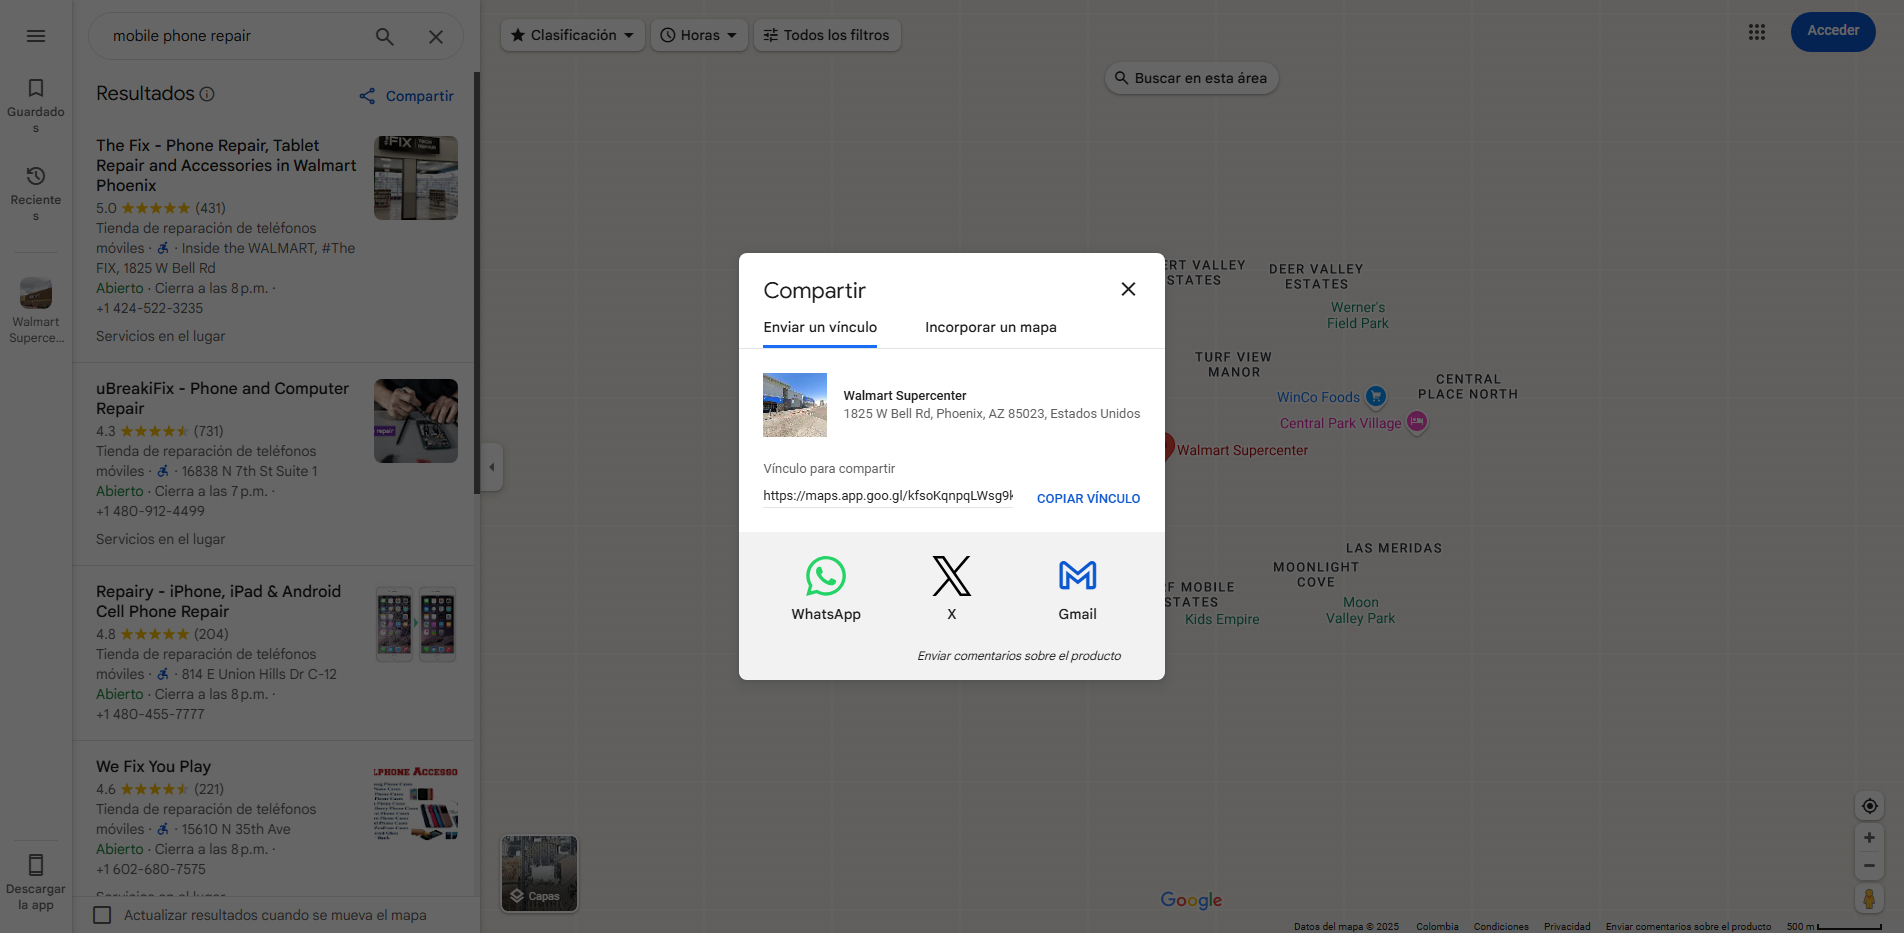 mobile phone repair
Guardado
s
Reciente
s
Walmart
Superce...
Descargar
la app
Resultados
Compartir
The Fix - Phone Repair, Tablet
Repair and Accessories in Walmart
Phoenix
5.0 (431)
Tienda de reparación de teléfonos
móviles · · Inside the WALMART, #The
FIX, 1825 W Bell Rd
Abierto · Cierra a las 8 p.m. ·
+1 424-522-3235
Servicios en el lugar
uBreakiFix - Phone and Computer
Repair
4.3 (731)
Tienda de reparación de teléfonos
móviles · · 16838 N 7th St Suite 1
Abierto · Cierra a las 7 p.m. ·
+1 480-912-4499
Servicios en el lugar
Repairy - iPhone, iPad & Android
Cell Phone Repair
4.8 (204)
Tienda de reparación de teléfonos
móviles · · 814 E Union Hills Dr C-12
Abierto · Cierra a las 8 p.m. ·
+1 480-455-7777
We Fix You Play
4.6 (221)
Tienda de reparación de teléfonos
móviles · · 15610 N 35th Ave
Abierto · Cierra a las 8 p.m. ·
+1 602-680-7575
Actualizar resultados cuando se mueva el mapa
Clasificación
Horas
Todos los filtros
Buscar en esta área
Acceder
Compartir
Enviar un vínculo
Incorporar un mapa
Walmart Supercenter
1825 W Bell Rd, Phoenix, AZ 85023, Estados Unidos
Vínculo para compartir
https://maps.app.goo.gl/kfsoKqnpqLWsg9k
COPIAR VÍNCULO
WhatsApp
X
Gmail
Enviar comentarios sobre el producto
ERT VALLEY
ESTATES
DEER VALLEY
ESTATES
Werner's
Field Park
TURF VIEW
MANOR
CENTRAL
PLACE NORTH
WinCo Foods
Central Park Village
Walmart Supercenter
LAS MERIDAS
MOONLIGHT
COVE
RF MOBILE
STATES
Moon
Valley Park
Kids Empire
Capas
Google
Datos del mapa © 2025
Colombia
Condiciones
Privacidad
Enviar comentarios sobre el producto
500 m